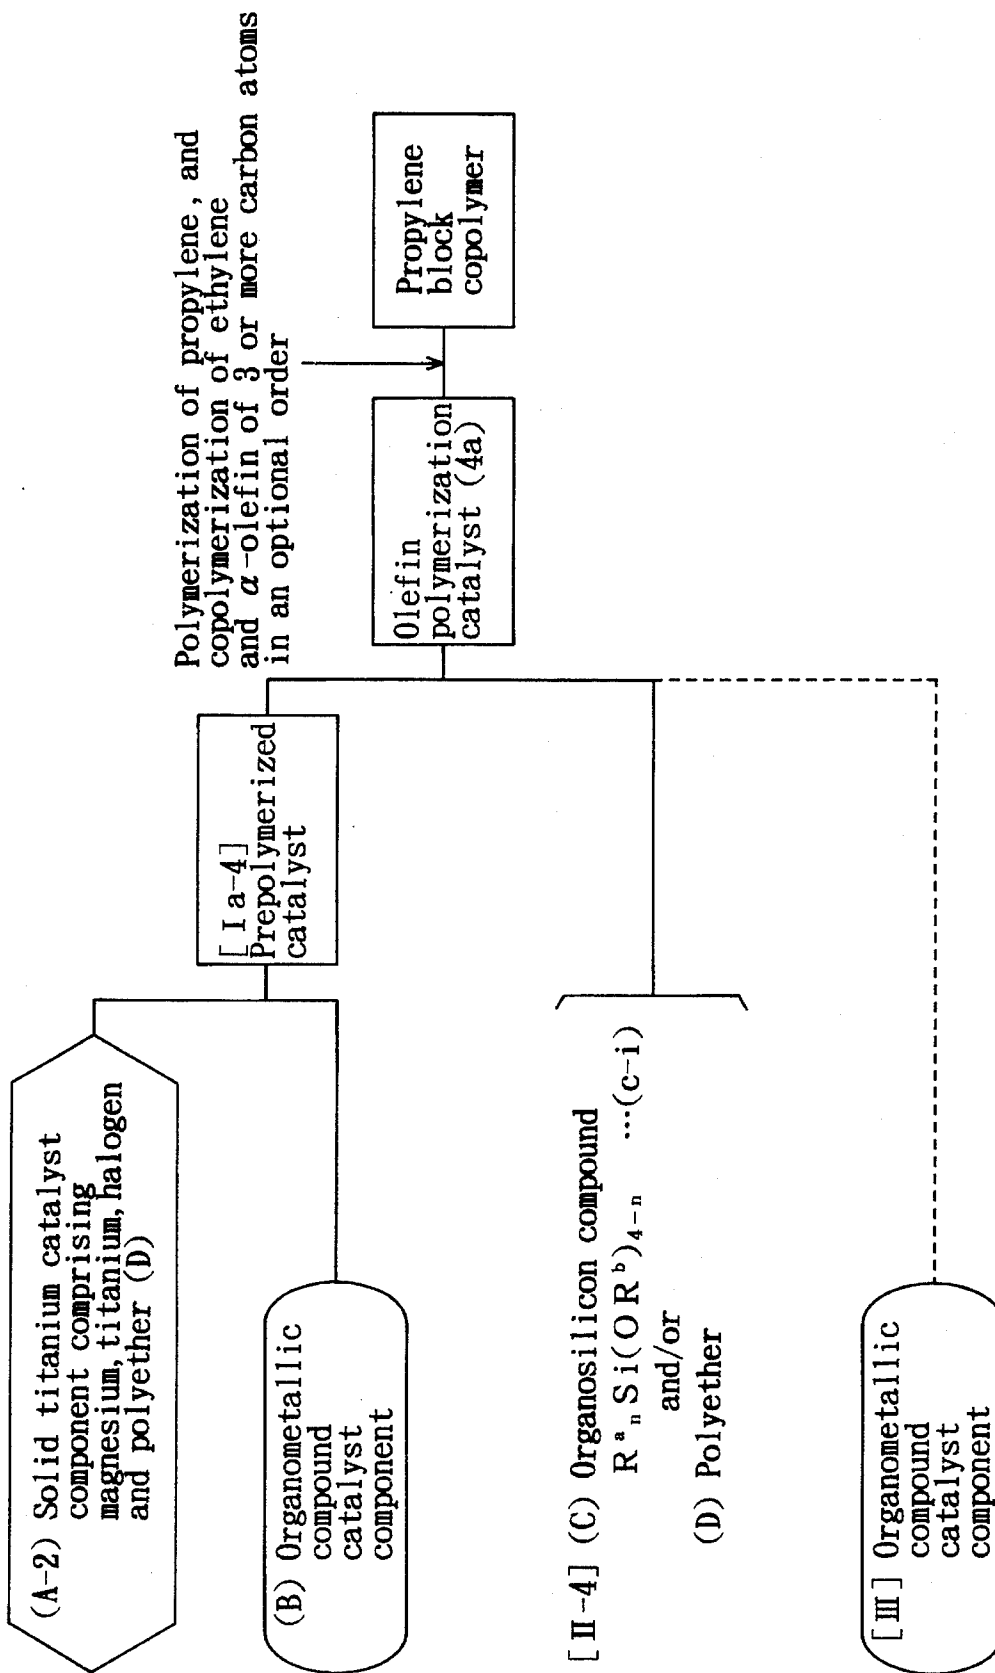 (A-2) Solid titanium catalyst
component comprising
magnesium, titanium, halogen
and polyether (D)
(B) Organometallic
compound
catalyst
component
[Ⅱ-4] (C) Organosilicon compound
RᵃₙSi(ORᵇ)₄₋ₙ …(c-i)
and/or
(D) Polyether
[Ⅲ] Organometallic
compound
catalyst
component
[Ⅰa-4]
Prepolymerized
catalyst
Olefin
polymerization
catalyst (4a)
Polymerization of propylene, and
copolymerization of ethylene
and α-olefin of 3 or more carbon atoms
in an optional order
Propylene
block
copolymer